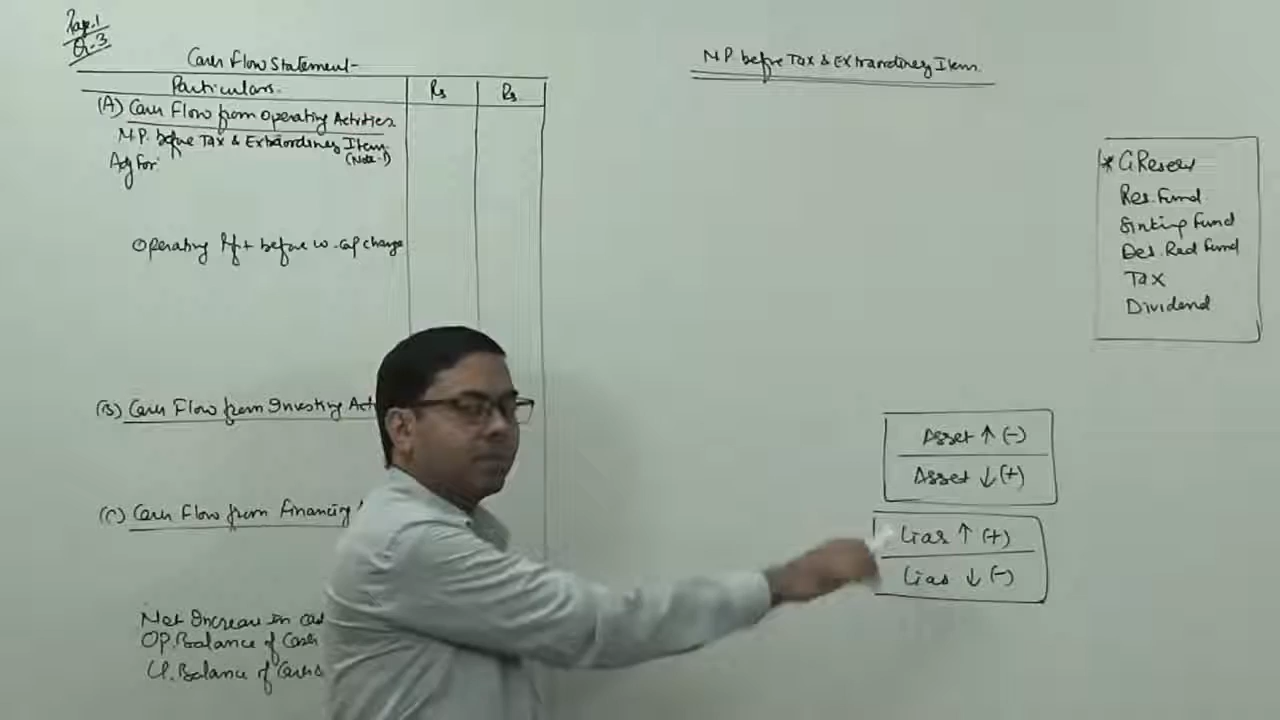 Page.1
Q.3
Cash Flow Statement-
Particulars. Rs Rs
(A) Cash Flow from Operating Activities
N.P. before Tax & Extraordinery Item
(Note-1)
Adj For:
Operating Pft before w.cap change
(B) Cash Flow from Investing Act
(C) Cash Flow from Financing
Net Increase in cash
OP. Balance of Cash
Cl. Balance of Cash
N.P. before Tax & Extraordinery Item.
* G Reserv
Res. Fund
Sinking Fund
Deb. Red Fund
Tax
Dividend
Asset ↑ (-)
Asset ↓ (+)
Liab ↑ (+)
Liab ↓ (-)